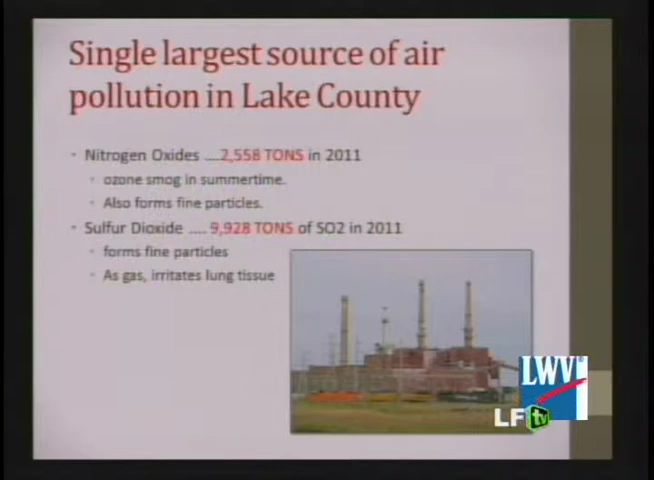 Single largest source of air
pollution in Lake County
Nitrogen Oxides ....2,558 TONS in 2011
ozone smog in summertime.
Also forms fine particles.
Sulfur Dioxide .... 9,928 TONS of SO2 in 2011
forms fine particles
As gas, irritates lung tissue
LWV
LF tv